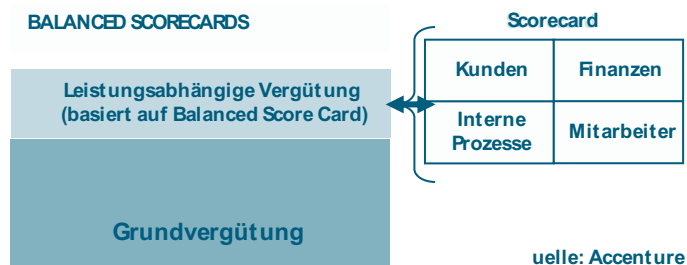 BALANCED SCORECARDS
Scorecard
Leistungsabhängige Vergütung
(basiert auf Balanced Score Card)
Kunden
Finanzen
Interne
Prozesse
Mitarbeiter
Grundvergütung
uelle: Accenture